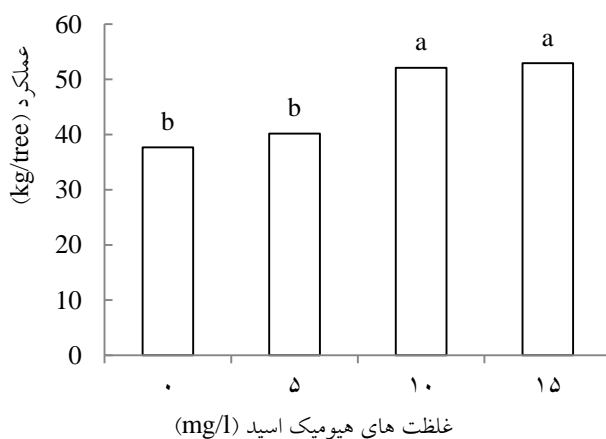 عملکرد (kg/tree)
60
50
40
30
20
10
0
b
b
a
a
۰ ۵ ۱۰ ۱۵
غلظت های هیومیک اسید (mg/l)